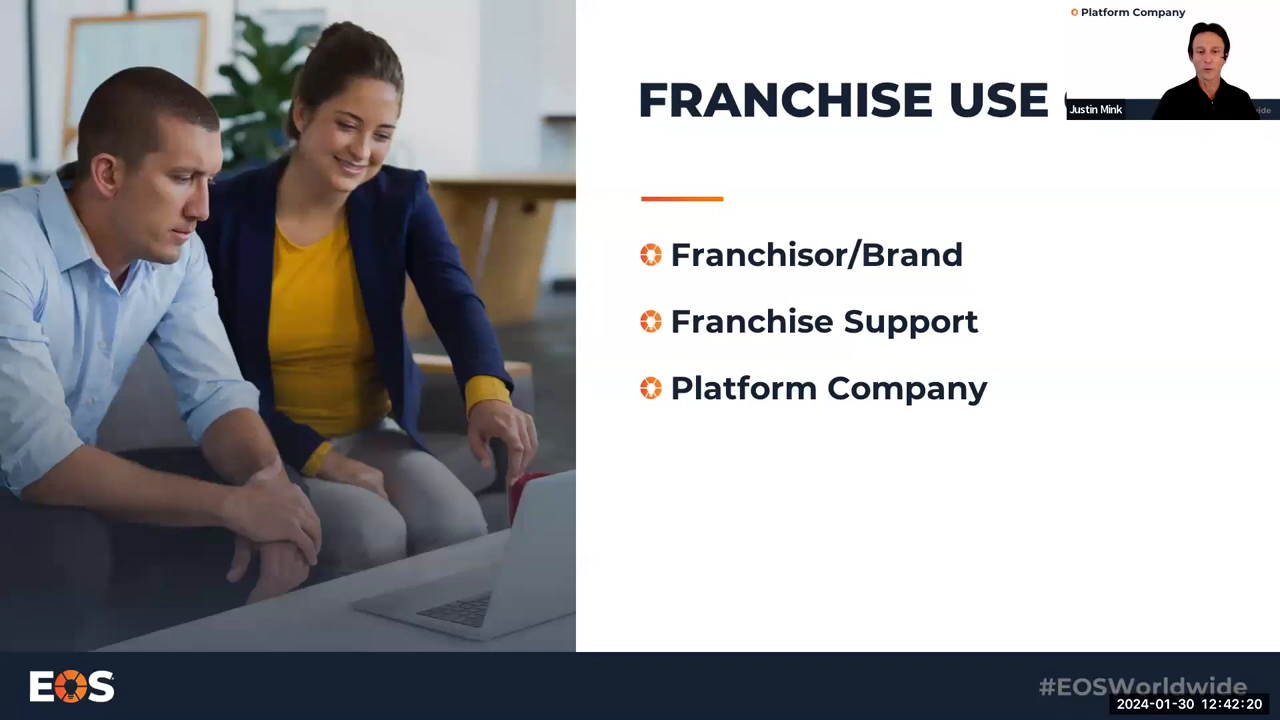 Platform Company
FRANCHISE USE
Justin Mink
Franchisor/Brand
Franchise Support
Platform Company
EOS
#EOSWorldwide
2024-01-30 12:42:20